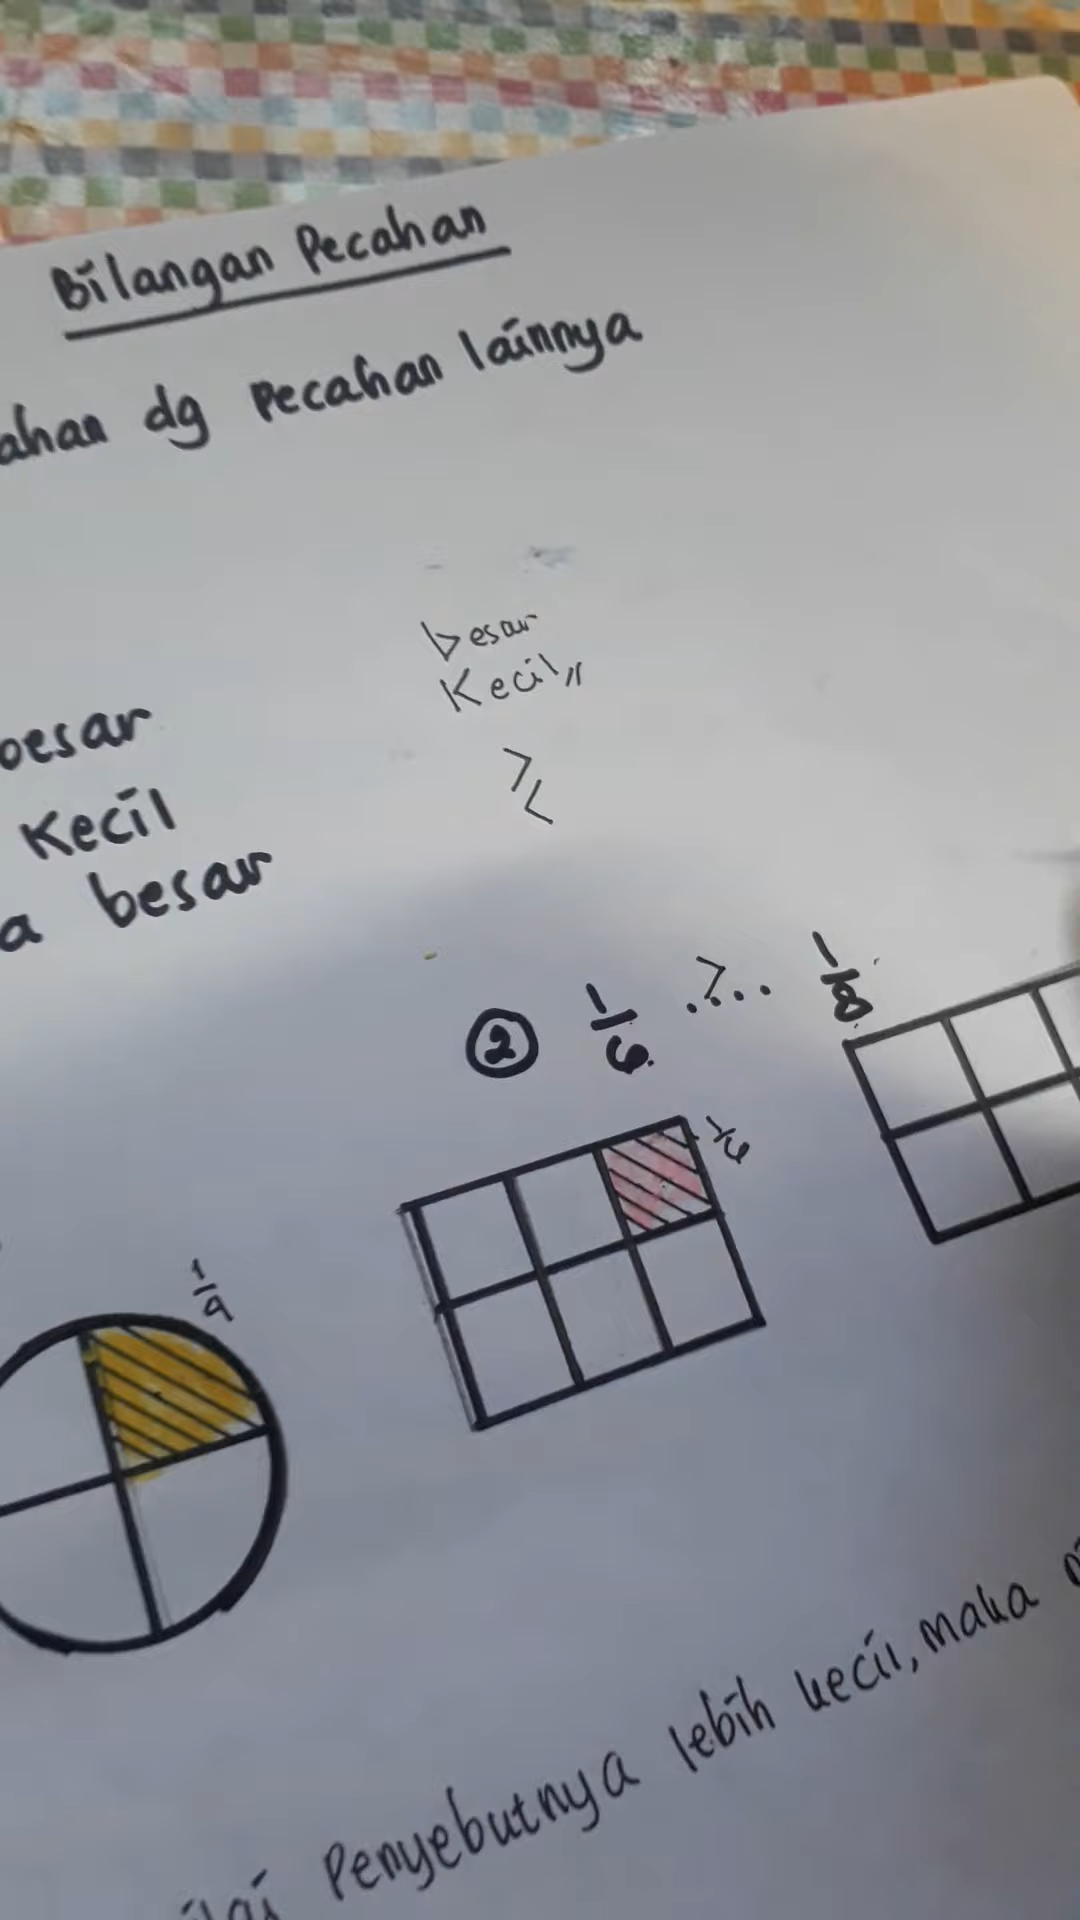 Bilangan Pecahan
dg Pecahan lainnya
besar
Kecil,,
besar
Kecil
a besar
> <
② 1/6 ..>.. 1/8
1/6
1/4
Penyebutnya lebih kecil, maka